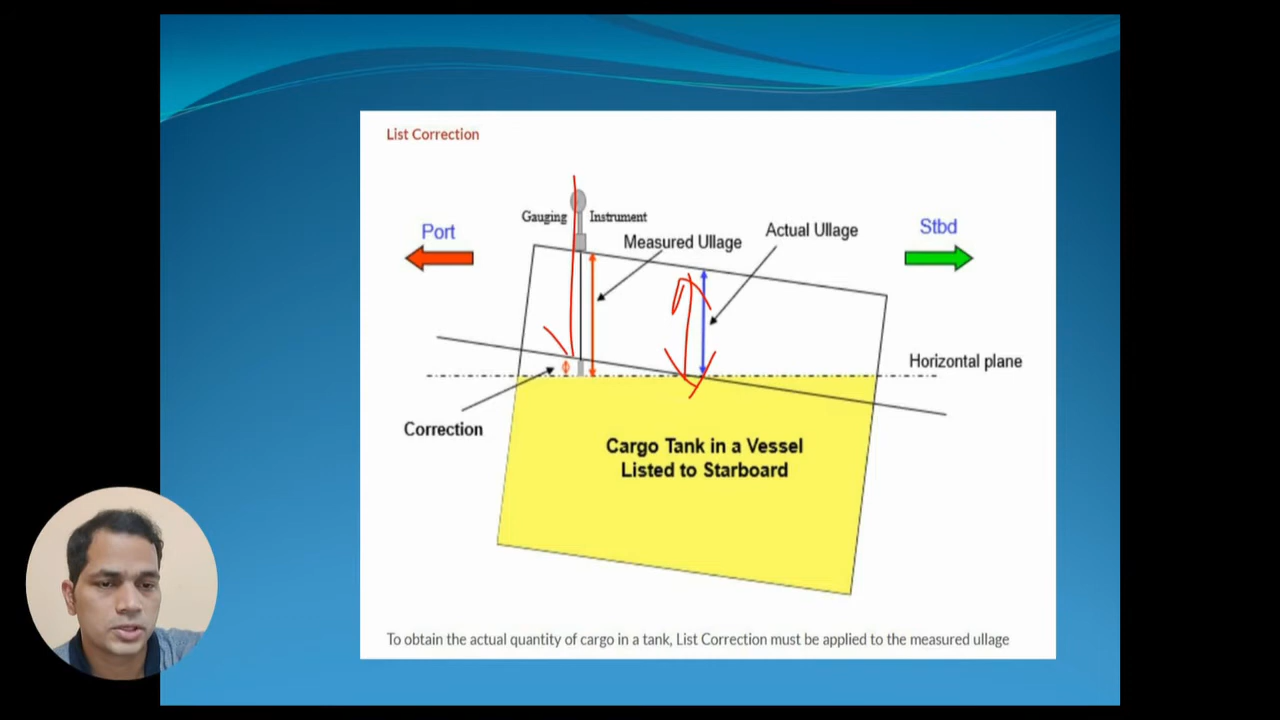 List Correction
Gauging Instrument
Port
Measured Ullage
Actual Ullage
Stbd
Horizontal plane
Correction
Cargo Tank in a Vessel
Listed to Starboard
To obtain the actual quantity of cargo in a tank, List Correction must be applied to the measured ullage